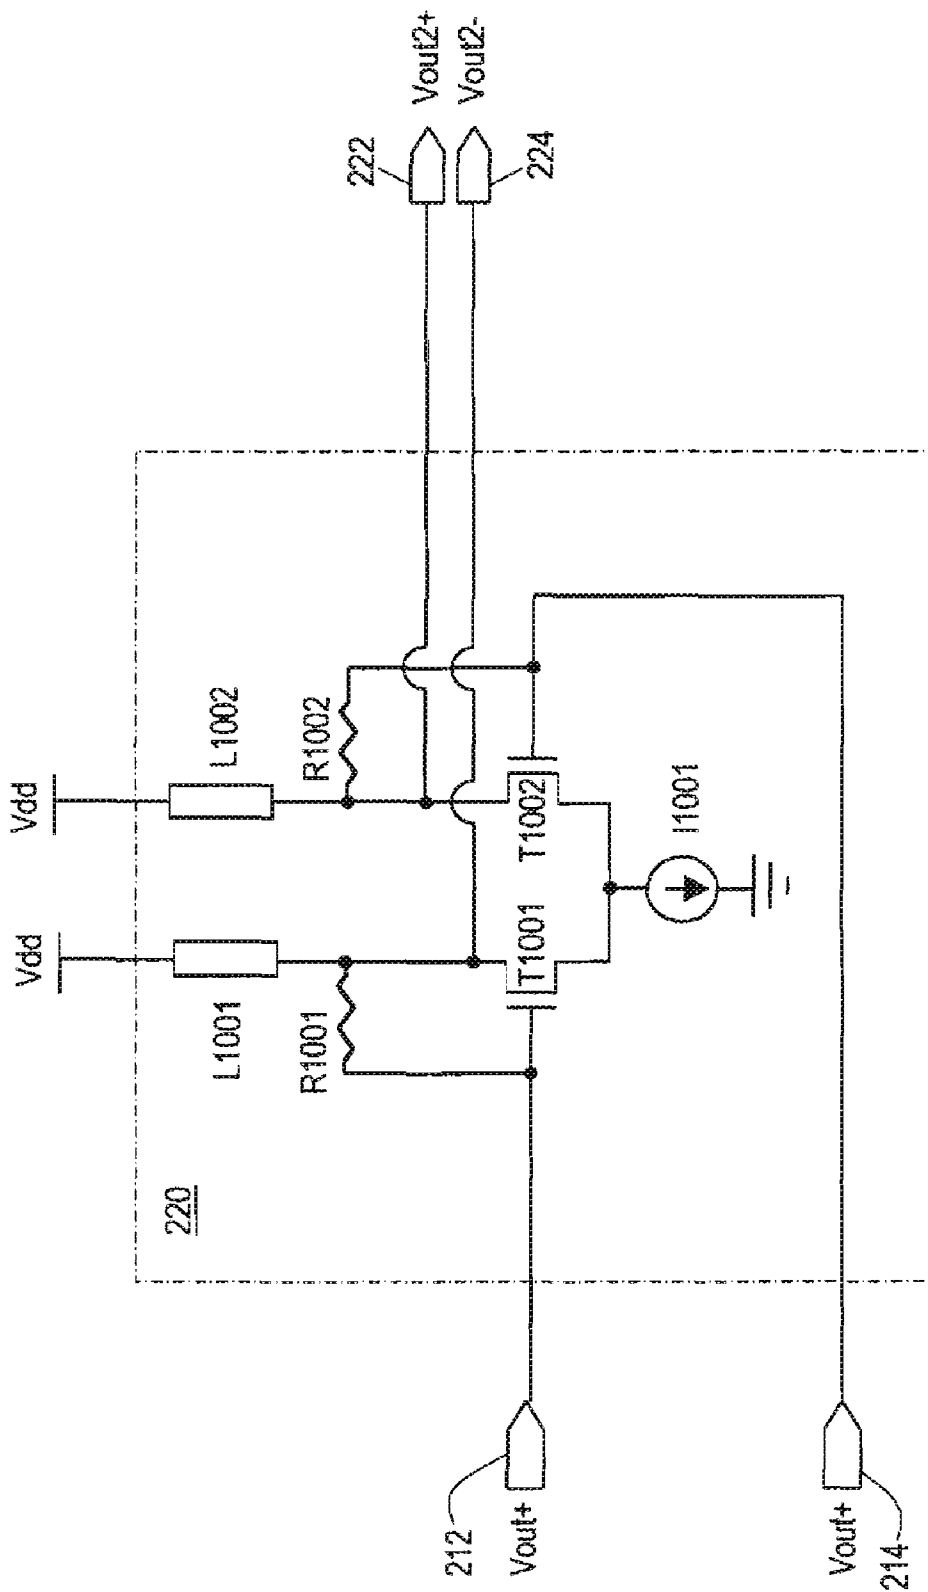 Vdd
Vdd
L1001
L1002
R1001
R1002
220
222
Vout2+
Vout2-
224
T1001
T1002
I1001
212
Vout+
Vout+
214